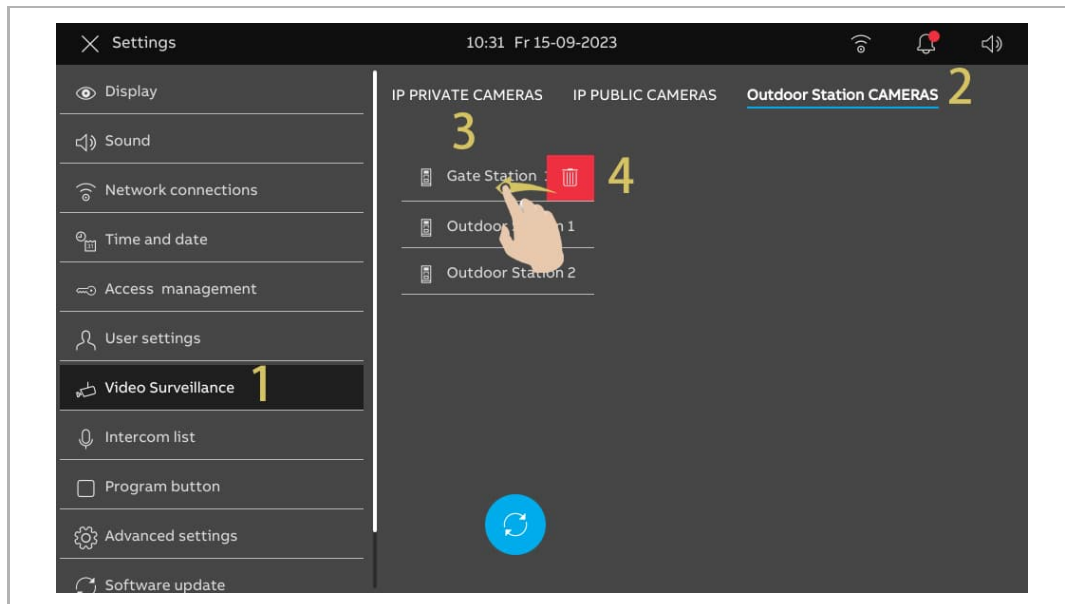 Settings
10:31 Fr 15-09-2023
Display
Sound
Network connections
Time and date
Access management
User settings
Video Surveillance
1
Intercom list
Program button
Advanced settings
Software update
IP PRIVATE CAMERAS IP PUBLIC CAMERAS Outdoor Station CAMERAS 2
3
Gate Station
4
1
Outdoor Station 2